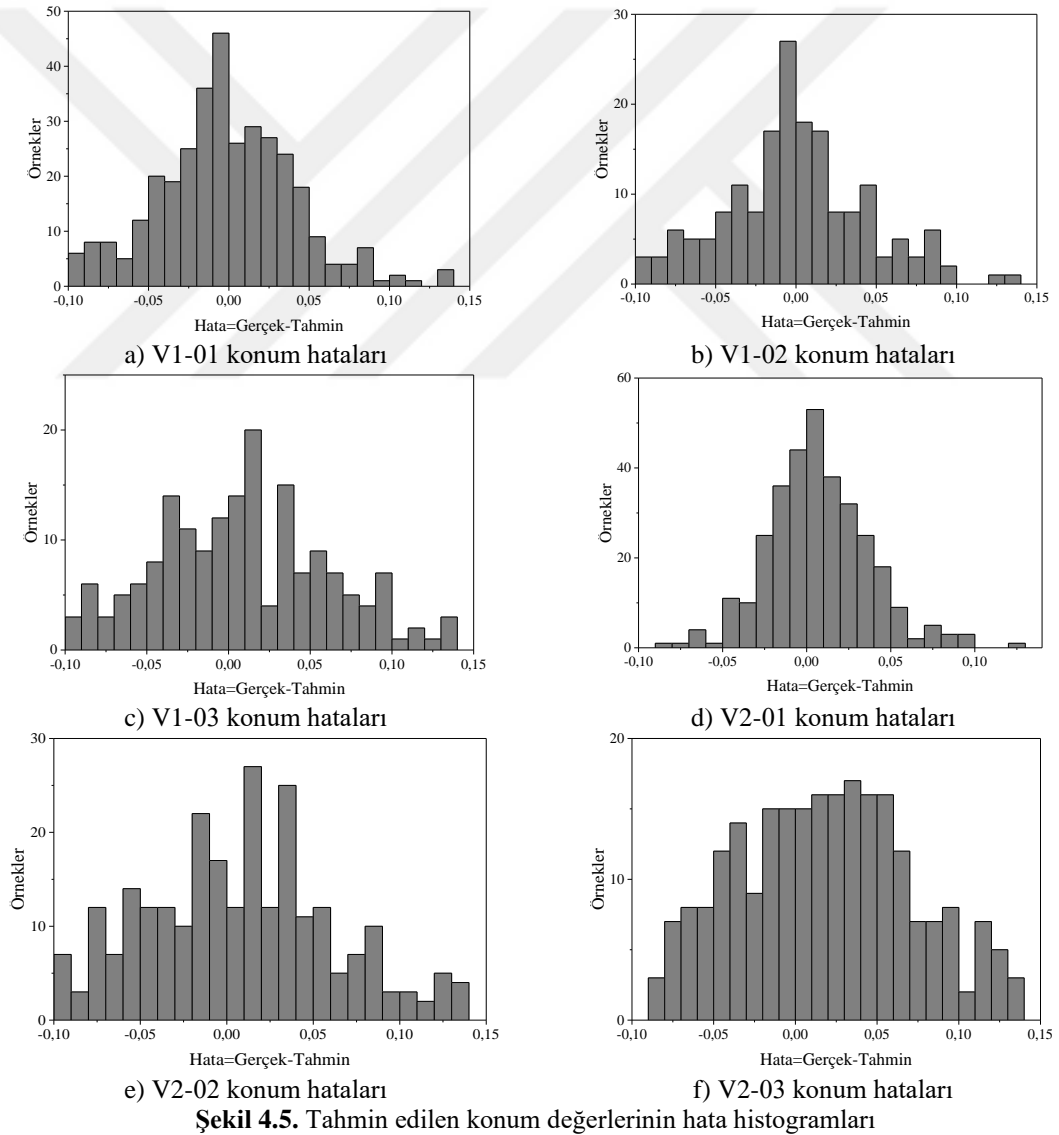 50
40
30
20
10
0
Örnekler
-0,10 -0,05 0,00 0,05 0,10 0,15
Hata=Gerçek-Tahmin
a) V1-01 konum hataları
30
20
10
0
Örnekler
-0,10 -0,05 0,00 0,05 0,10 0,15
Hata=Gerçek-Tahmin
b) V1-02 konum hataları
20
10
0
Örnekler
-0,10 -0,05 0,00 0,05 0,10 0,15
Hata=Gerçek-Tahmin
c) V1-03 konum hataları
60
40
20
0
Örnekler
-0,10 -0,05 0,00 0,05 0,10
Hata=Gerçek-Tahmin
d) V2-01 konum hataları
30
20
10
0
Örnekler
-0,10 -0,05 0,00 0,05 0,10 0,15
Hata=Gerçek-Tahmin
e) V2-02 konum hataları
20
10
0
Örnekler
-0,10 -0,05 0,00 0,05 0,10 0,15
Hata=Gerçek-Tahmin
f) V2-03 konum hataları
Şekil 4.5. Tahmin edilen konum değerlerinin hata histogramları